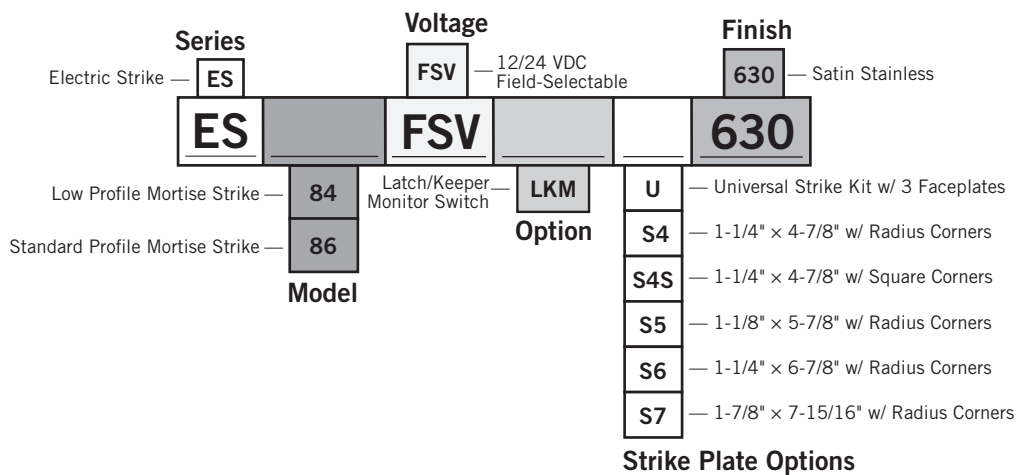 Voltage
Series
Finish
Electric Strike — ES
FSV — 12/24 VDC
Field-Selectable
630 — Satin Stainless
ES FSV 630
Low Profile Mortise Strike — 84
Standard Profile Mortise Strike — 86
Model
Latch/Keeper
Monitor Switch — LKM
Option
U — Universal Strike Kit w/ 3 Faceplates
S4 — 1-1/4" × 4-7/8" w/ Radius Corners
S4S — 1-1/4" × 4-7/8" w/ Square Corners
S5 — 1-1/8" × 5-7/8" w/ Radius Corners
S6 — 1-1/4" × 6-7/8" w/ Radius Corners
S7 — 1-7/8" × 7-15/16" w/ Radius Corners
Strike Plate Options